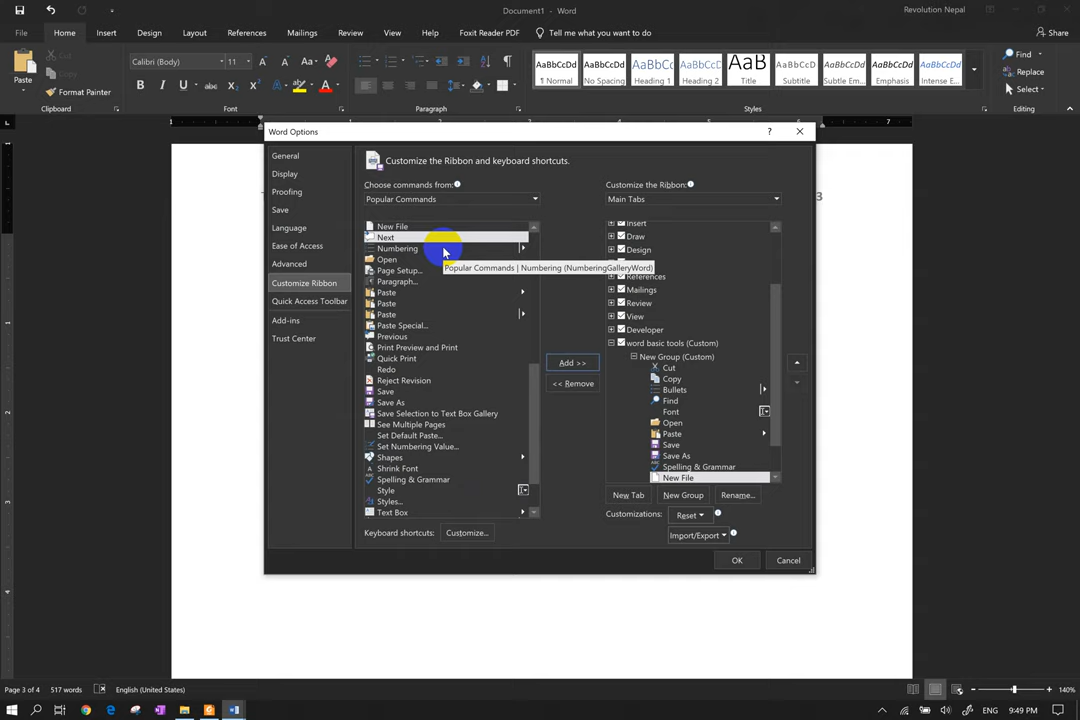 Document1 - Word
Revolution Nepal
File Home Insert Design Layout References Mailings Review View Help Foxit Reader PDF Tell me what you want to do Share
Paste
Cut
Copy
Format Painter
Clipboard
Calibri (Body) 11
B I U abc X₂ X²
Font
Paragraph
AaBbCcDd AaBbCcDd AaBbCcD AaBbCcD AaB AaBbCcD AaBbCcDd AaBbCcDd AaBbCcDd
¶ Normal No Spacing Heading 1 Heading 2 Title Subtitle Subtle Em... Emphasis Intense E...
Styles
Find
Replace
Select
Editing
Word Options
General
Display
Proofing
Save
Language
Ease of Access
Advanced
Customize Ribbon
Quick Access Toolbar
Add-ins
Trust Center
Customize the Ribbon and keyboard shortcuts.
Choose commands from:
Popular Commands
New File
Next
Numbering
Popular Commands | Numbering (NumberingGalleryWord)
Open
Page Setup...
Paragraph...
Paste
Paste
Paste
Paste Special...
Previous
Print Preview and Print
Quick Print
Redo
Reject Revision
Save
Save As
Save Selection to Text Box Gallery
See Multiple Pages
Set Default Paste...
Set Numbering Value...
Shapes
Shrink Font
Spelling & Grammar
Style
Styles...
Text Box
Keyboard shortcuts: Customize...
Add >>
<< Remove
Customize the Ribbon:
Main Tabs
Insert
Draw
Design
References
Mailings
Review
View
Developer
word basic tools (Custom)
New Group (Custom)
Cut
Copy
Bullets
Find
Font
Open
Paste
Save
Save As
Spelling & Grammar
New File
New Tab New Group Rename...
Customizations: Reset
Import/Export
OK Cancel
3
Page 3 of 4 517 words English (United States)
140%
ENG 9:49 PM